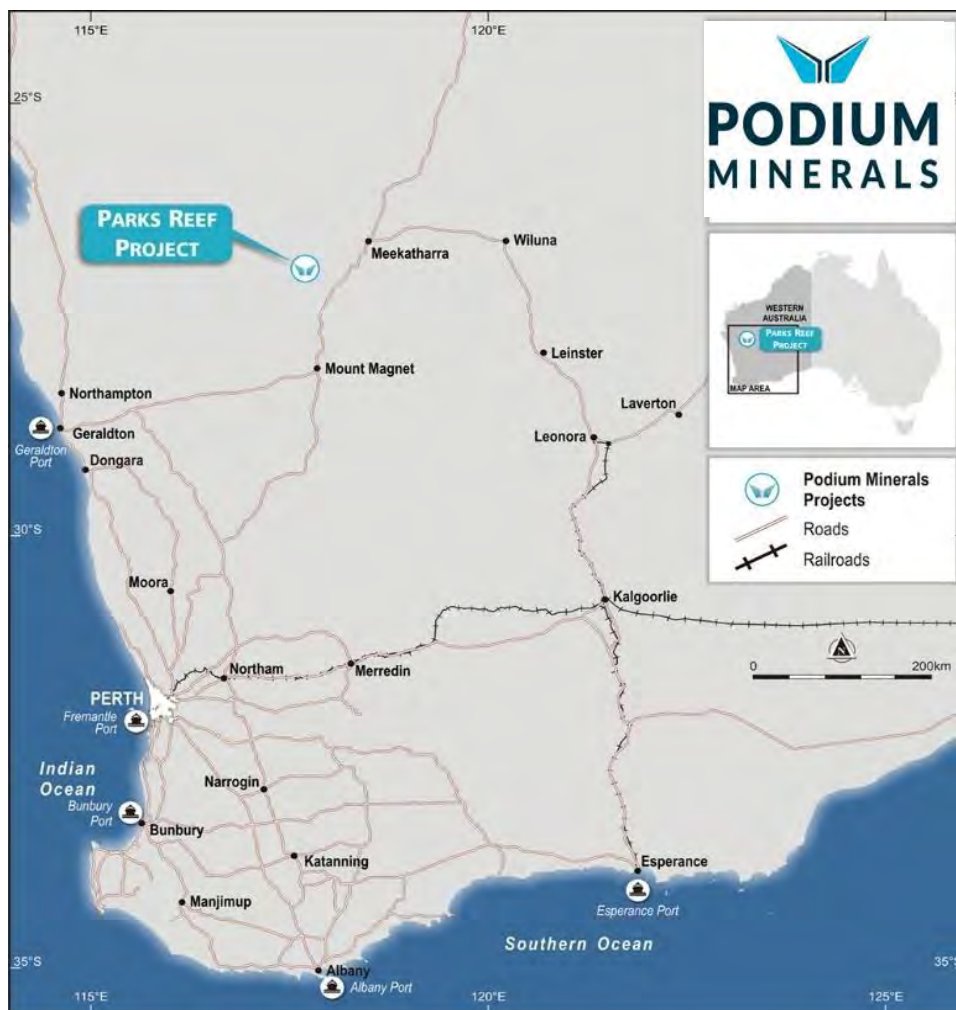 115°E
120°E
25°S
PODIUM
MINERALS
PARKS REEF
PROJECT
Meekatharra
Wiluna
WESTERN
AUSTRALIA
PARKS REEF
PROJECT
MAP AREA
Leinster
Mount Magnet
Northampton
Laverton
Geraldton
Geraldton
Port
Leonora
Dongara
Podium Minerals
Projects
Roads
Railroads
30°S
Moora
Kalgoorlie
N
0
200km
Northam
Merredin
PERTH
Fremantle
Port
Indian
Ocean
Narrogin
Bunbury
Port
Bunbury
Katanning
Esperance
Manjimup
Esperance Port
Southern Ocean
35°S
35°S
Albany
Albany Port
115°E
120°E
125°E